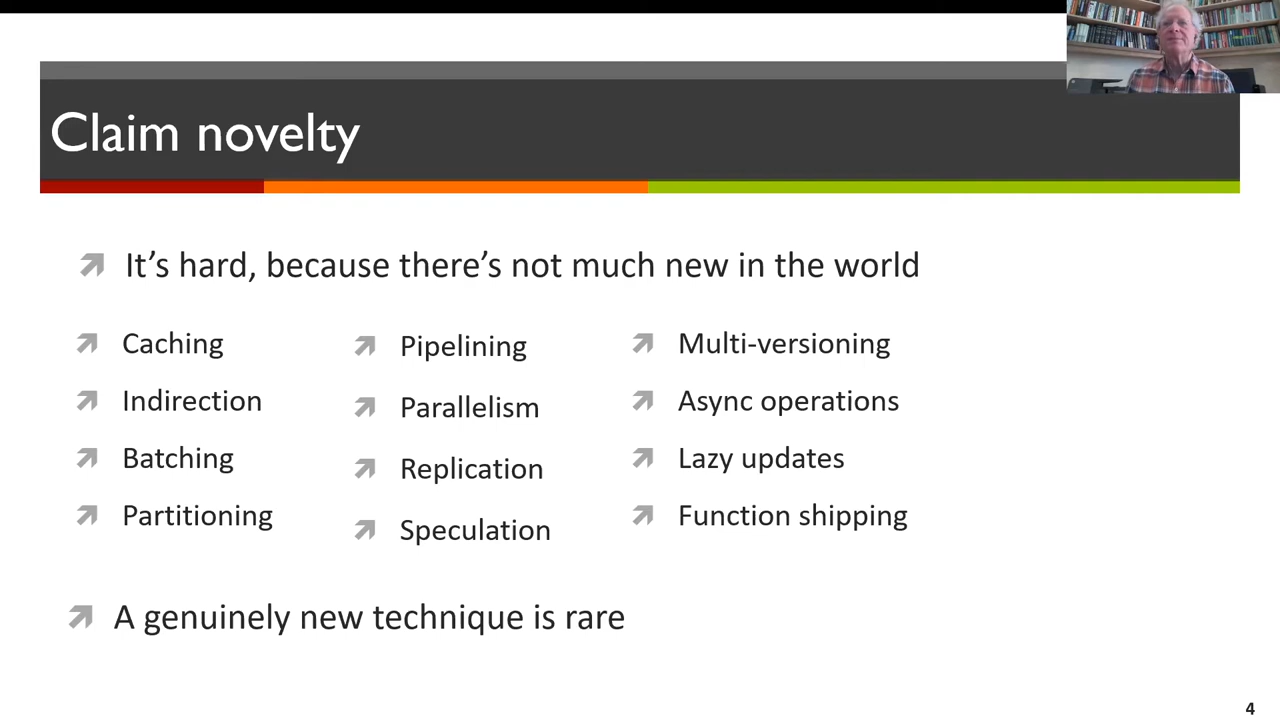 Claim novelty
It’s hard, because there’s not much new in the world
Caching
Indirection
Batching
Partitioning
Pipelining
Parallelism
Replication
Speculation
Multi-versioning
Async operations
Lazy updates
Function shipping
A genuinely new technique is rare
4